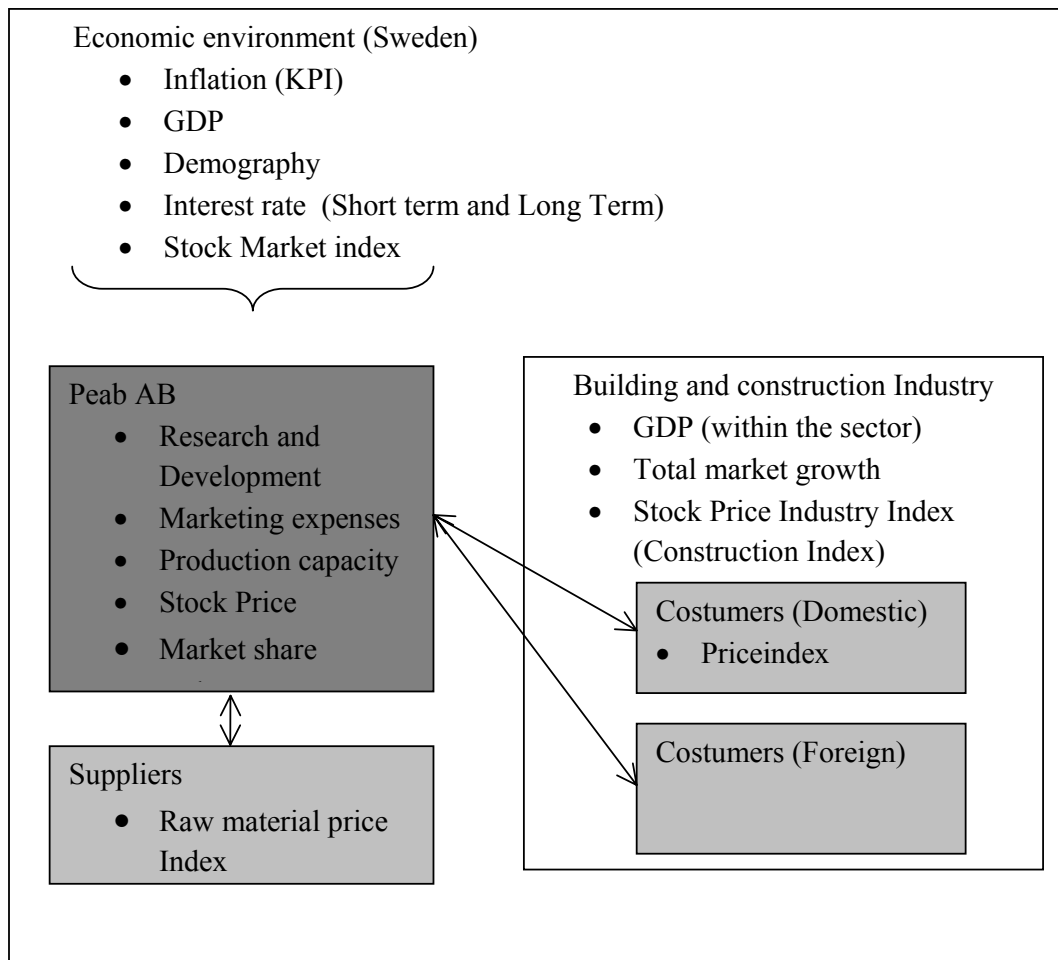 Economic environment (Sweden)
• Inflation (KPI)
• GDP
• Demography
• Interest rate (Short term and Long Term)
• Stock Market index
Peab AB
• Research and
Development
• Marketing expenses
• Production capacity
• Stock Price
• Market share
Suppliers
• Raw material price
Index
Building and construction Industry
• GDP (within the sector)
• Total market growth
• Stock Price Industry Index
(Construction Index)
Costumers (Domestic)
• Priceindex
Costumers (Foreign)